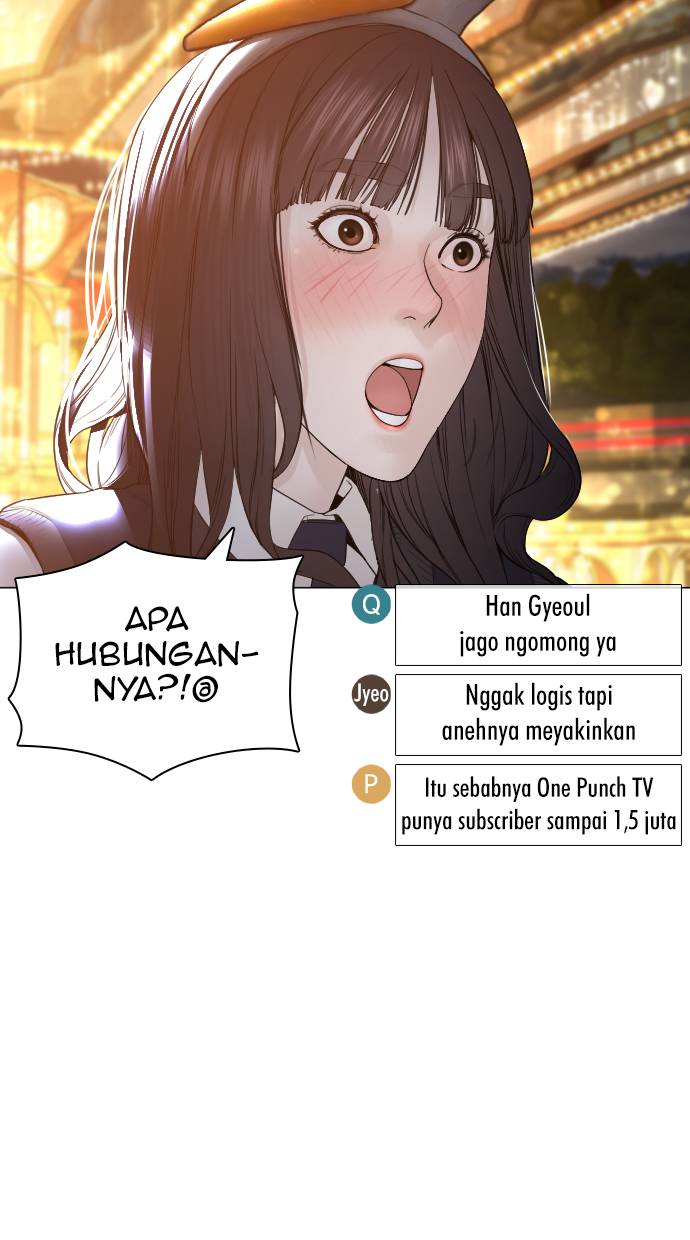 APA
HUBUNGAN-
NYA?!@
Q
Han Gyeoul
jago ngomong ya
Jyeo
Nggak logis tapi
anehnya meyakinkan
P
Itu sebabnya One Punch TV
punya subscriber sampai 1,5 juta